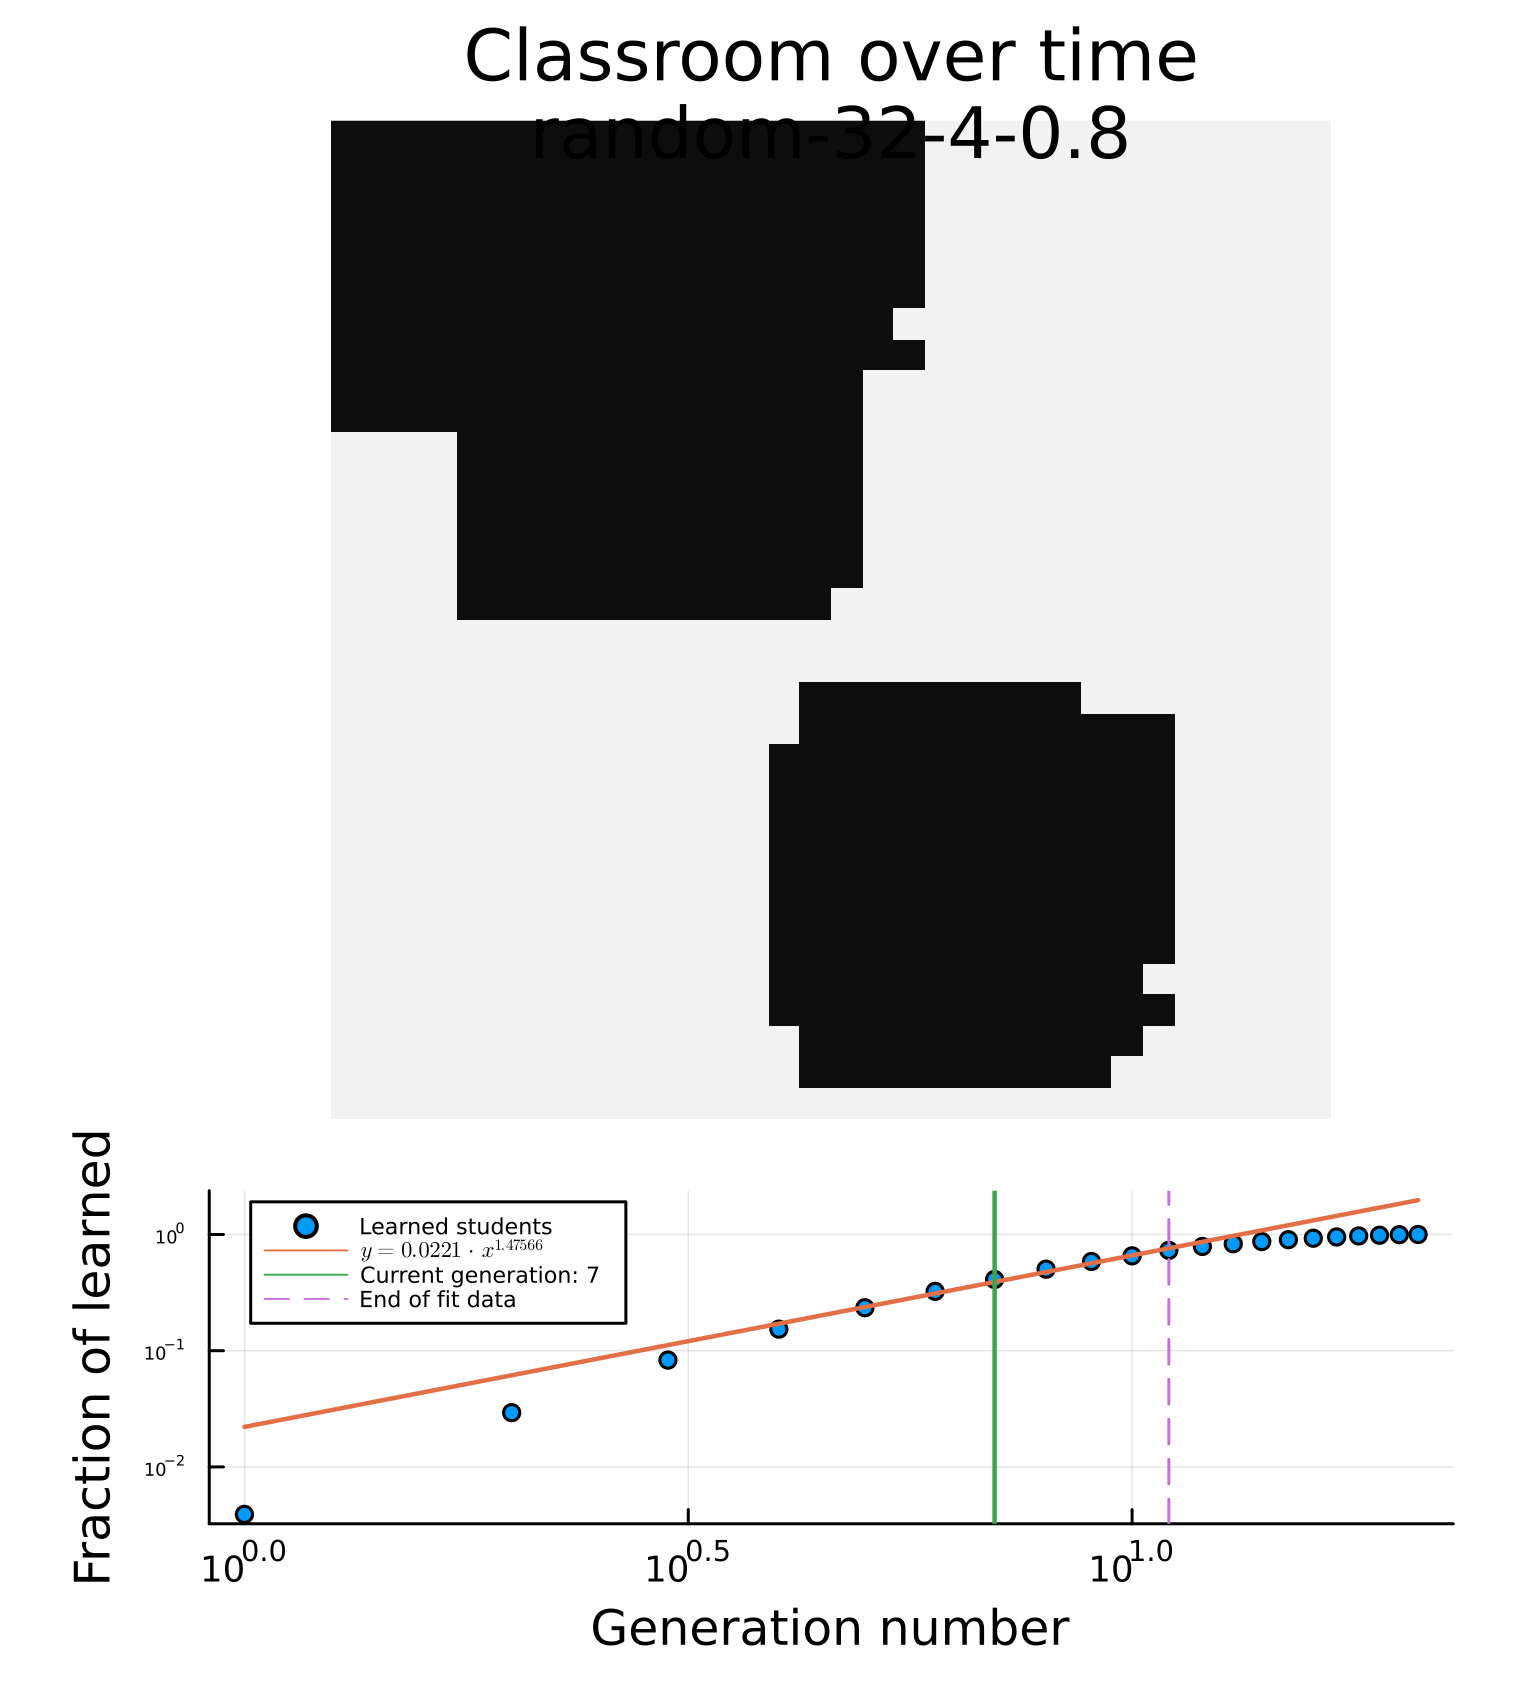 Classroom over time
random-32-4-0.8
Fraction of learned
10^0
10^−1
10^−2
Learned students
y = 0.0221 · x^1.47566
Current generation: 7
End of fit data
10^0.0
10^0.5
10^1.0
Generation number